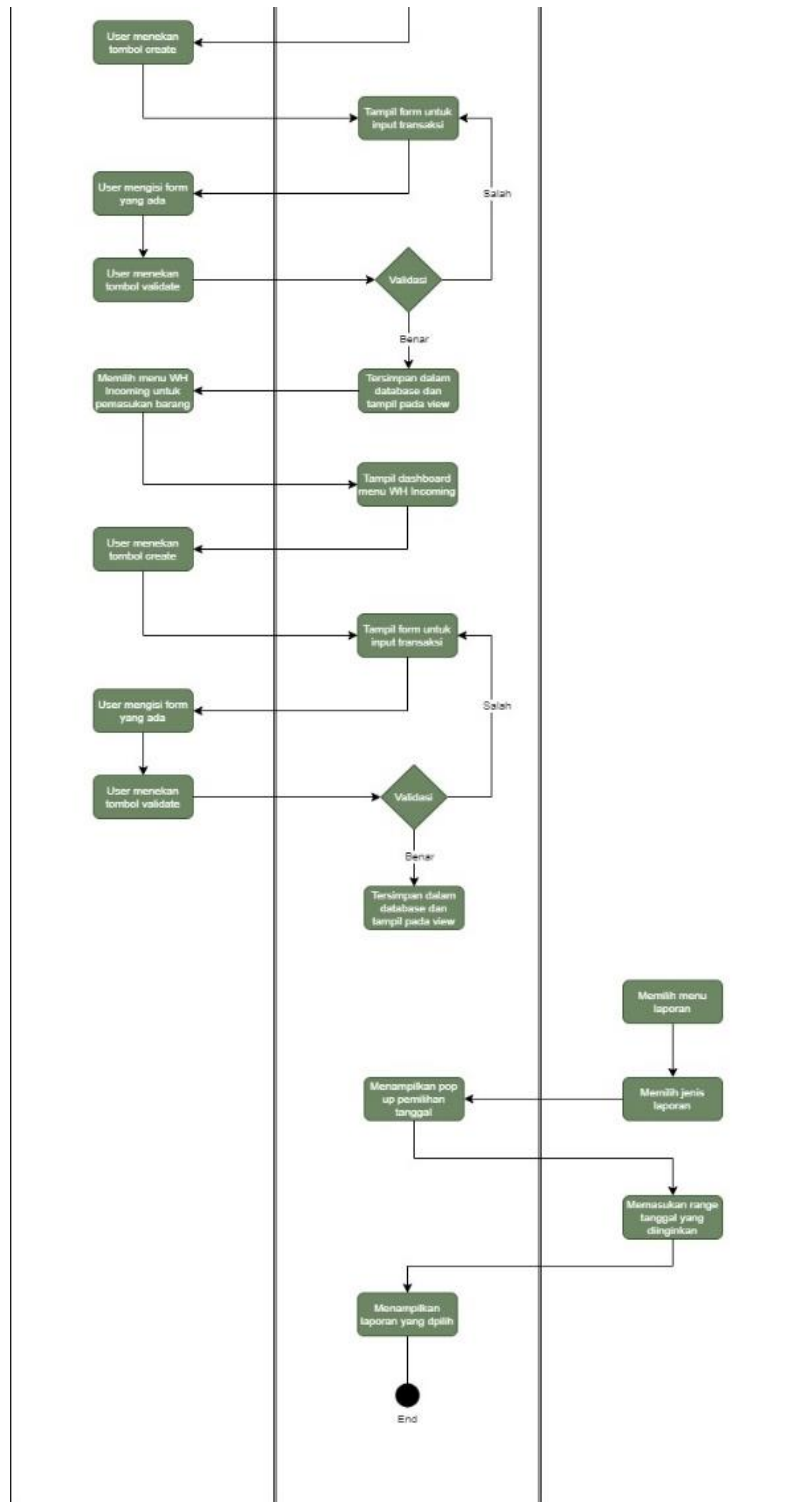 User menekan
tombol create
Tampil form untuk
input transaksi
User mengisi form
yang ada
Salah
User menekan
tombol validate
Validasi
Benar
Memilih menu WH
Incoming untuk
pemasukan barang
Tersimpan dalam
database dan
tampil pada view
Tampil dashboard
menu WH Incoming
User menekan
tombol create
Tampil form untuk
input transaksi
User mengisi form
yang ada
Salah
User menekan
tombol validate
Validasi
Benar
Tersimpan dalam
database dan
tampil pada view
Memilih menu
laporan
Menampilkan pop
up pemilihan
tanggal
Memilih jenis
laporan
Memasukan range
tanggal yang
diinginkan
Menampilkan
laporan yang dpilih
End